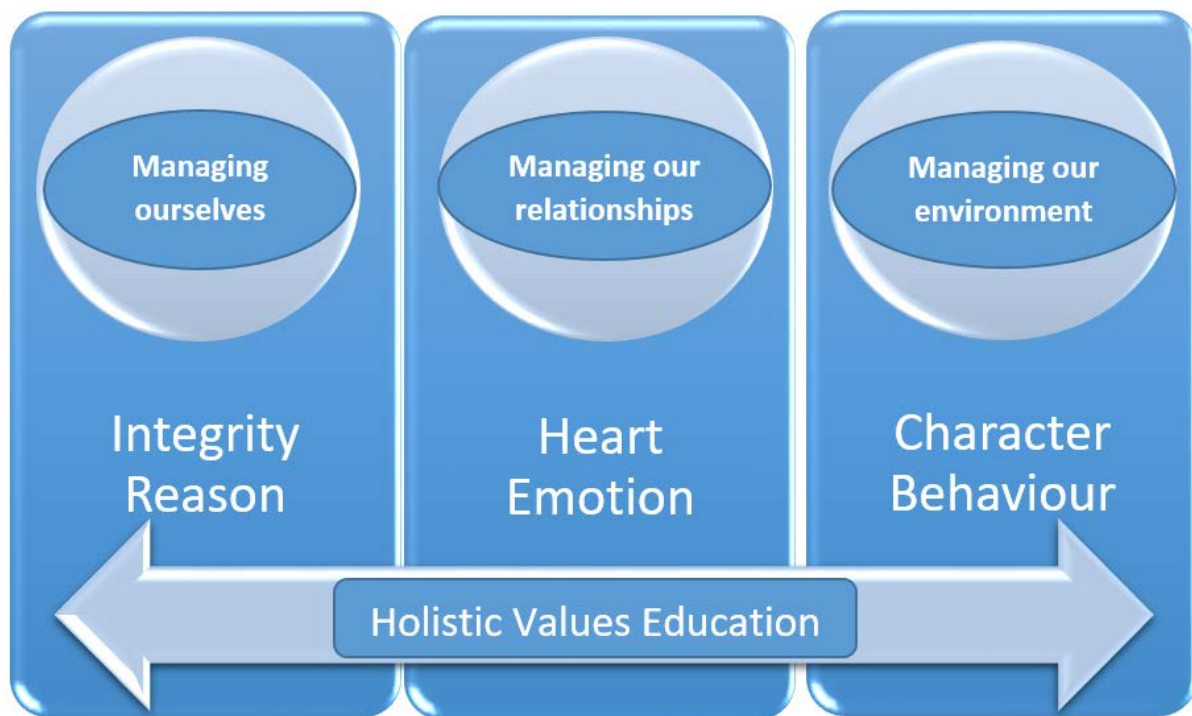 Managing
ourselves
Integrity
Reason
Managing our
relationships
Heart
Emotion
Managing our
environment
Character
Behaviour
Holistic Values Education